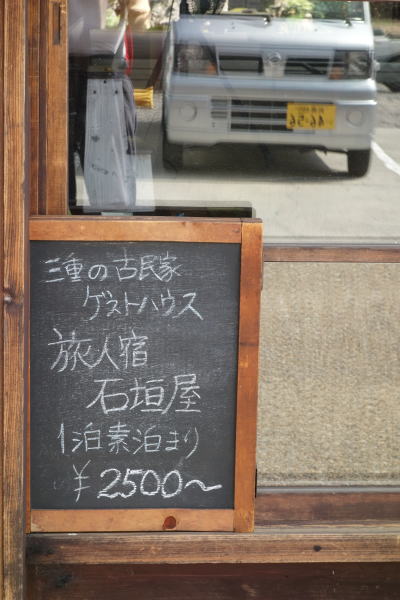 三重の古民家
ゲストハウス
旅人宿
石垣屋
1泊素泊まり
¥2500〜